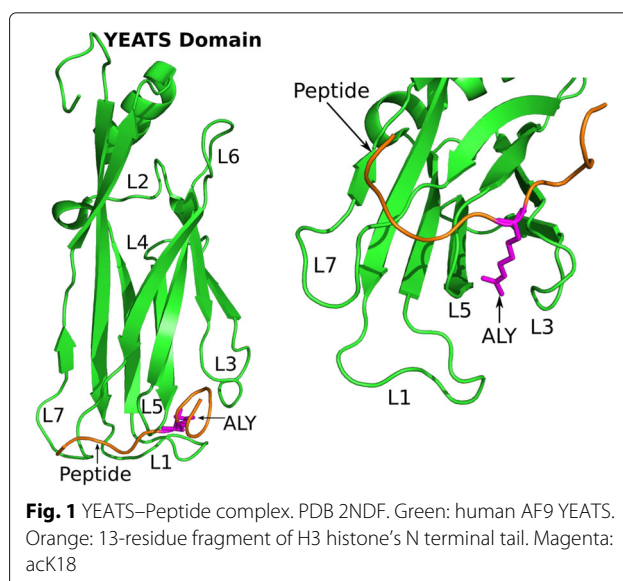 YEATS Domain
L6
L2
L4
L3
L7
L5
ALY
L1
Peptide
Peptide
L7
L5
L3
ALY
L1
Fig. 1 YEATS–Peptide complex. PDB 2NDF. Green: human AF9 YEATS.
Orange: 13-residue fragment of H3 histone's N terminal tail. Magenta:
acK18